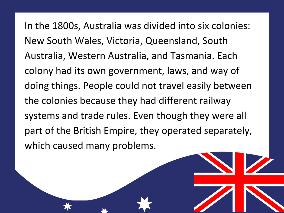 In the 1800s, Australia was divided into six colonies:
New South Wales, Victoria, Queensland, South
Australia, Western Australia, and Tasmania. Each
colony had its own government, laws, and way of
doing things. People could not travel easily between
the colonies because they had different railway
systems and trade rules. Even though they were all
part of the British Empire, they operated separately,
which caused many problems.